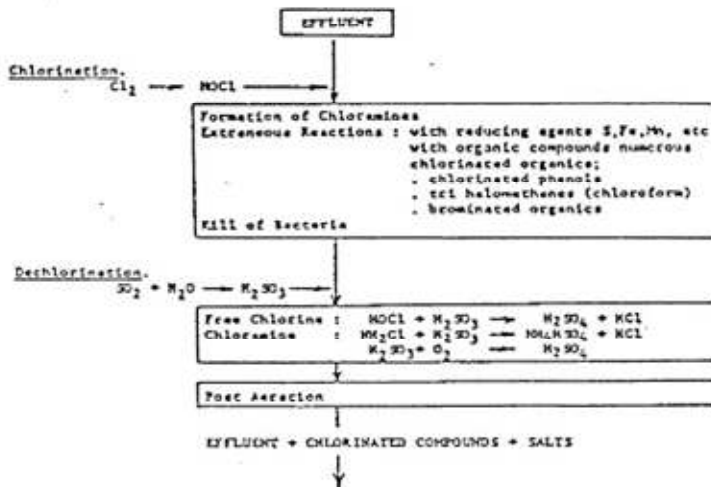 EFFLUENT
Chlorination.
Cl₂ → HOCl
Formation of Chloramines
Extraneous Reactions : with reducing agents S,Fe,Mn, etc
with organic compounds numerous
chlorinated organics;
. chlorinated phenols
. tri halomethanes (chloroform)
. brominated organics
Kill of Bacteria
Dechlorination.
SO₂ + H₂O → H₂SO₃
Free Chlorine : HOCl + H₂SO₃ → H₂SO₄ + HCl
Chloramine : NH₂Cl + H₂SO₃ → NH₄HSO₄ + HCl
H₂SO₃+ O₂ → H₂SO₄
Post Aeration
EFFLUENT + CHLORINATED COMPOUNDS + SALTS